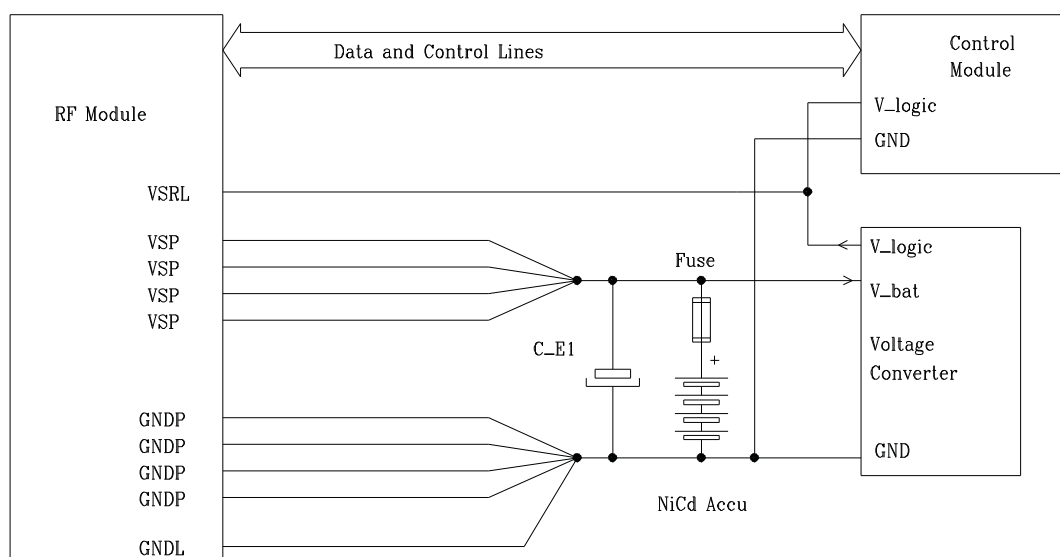 Data and Control Lines
Control
Module
RF Module
V_logic
GND
VSRL
VSP
VSP
VSP
VSP
Fuse
V_logic
V_bat
C_E1
+
Voltage
Converter
GNDP
GNDP
GNDP
GNDP
GND
NiCd Accu
GNDL